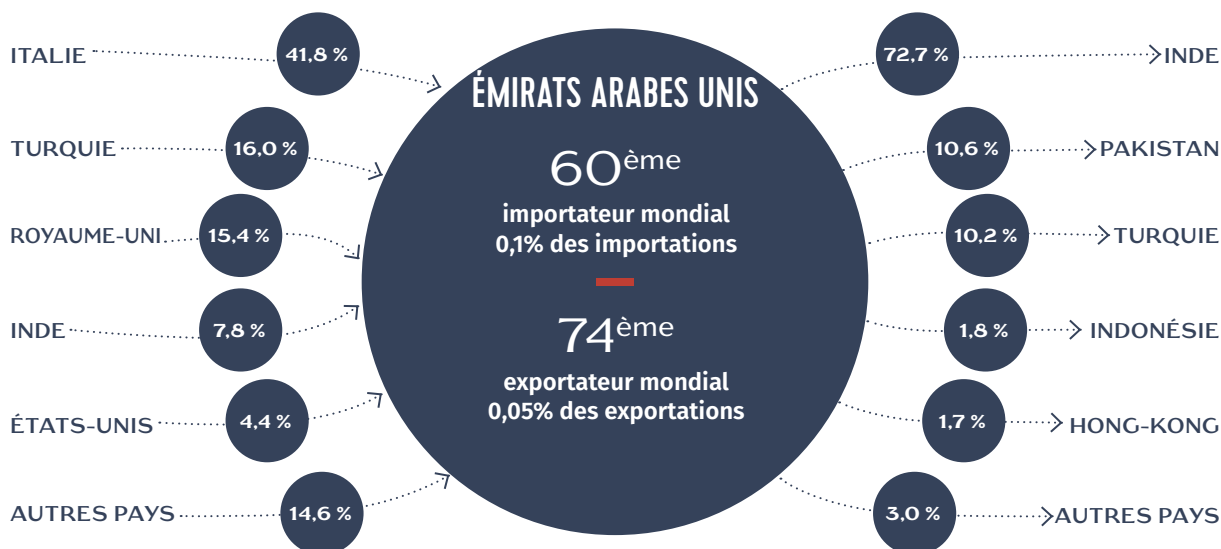 ITALIE 41,8 %
TURQUIE 16,0 %
ROYAUME-UNI 15,4 %
INDE 7,8 %
ÉTATS-UNIS 4,4 %
AUTRES PAYS 14,6 %
ÉMIRATS ARABES UNIS
60ème
importateur mondial
0,1% des importations
74ème
exportateur mondial
0,05% des exportations
72,7 % INDE
10,6 % PAKISTAN
10,2 % TURQUIE
1,8 % INDONÉSIE
1,7 % HONG-KONG
3,0 % AUTRES PAYS